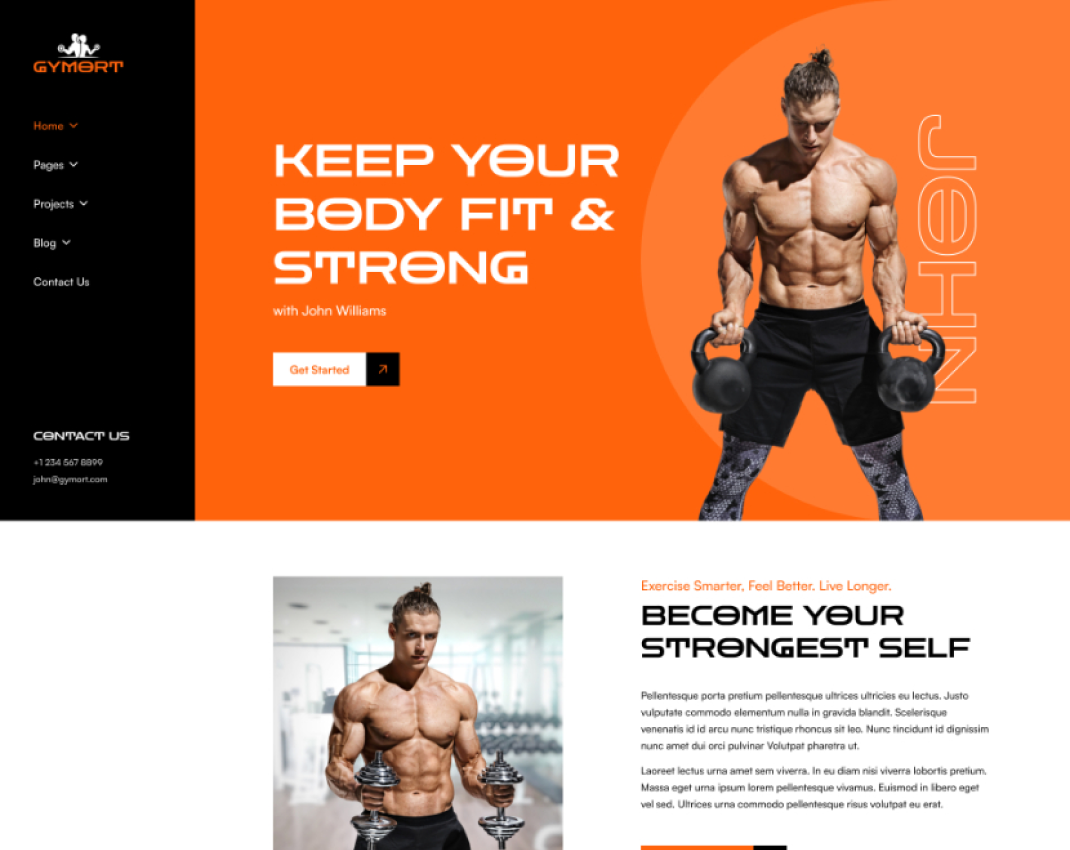 GYMORT
Home
Pages
Projects
Blog
Contact Us
CONTACT US
+1 234 567 8899
john@gymort.com
KEEP YOUR
BODY FIT &
STRONG
with John Williams
Get Started
JOHN
Exercise Smarter, Feel Better. Live Longer.
BECOME YOUR
STRONGEST SELF
Pellentesque porta pretium pellentesque ultrices ultricies eu lectus. Justo
vulputate commodo elementum nulla in gravida blandit. Scelerisque
venenatis id id arcu nunc tristique rhoncus sit leo. Nunc tincidunt id dignissim
nunc amet dui orci pulvinar Volutpat pharetra ut.
Laoreet lectus urna amet sem viverra. In eu diam nisi viverra lobortis pretium.
Massa eget urna ipsum lorem pellentesque vivamus. Euismod in libero eget
vel sed. Ultrices urna commodo pellentesque risus volutpat eu erat.